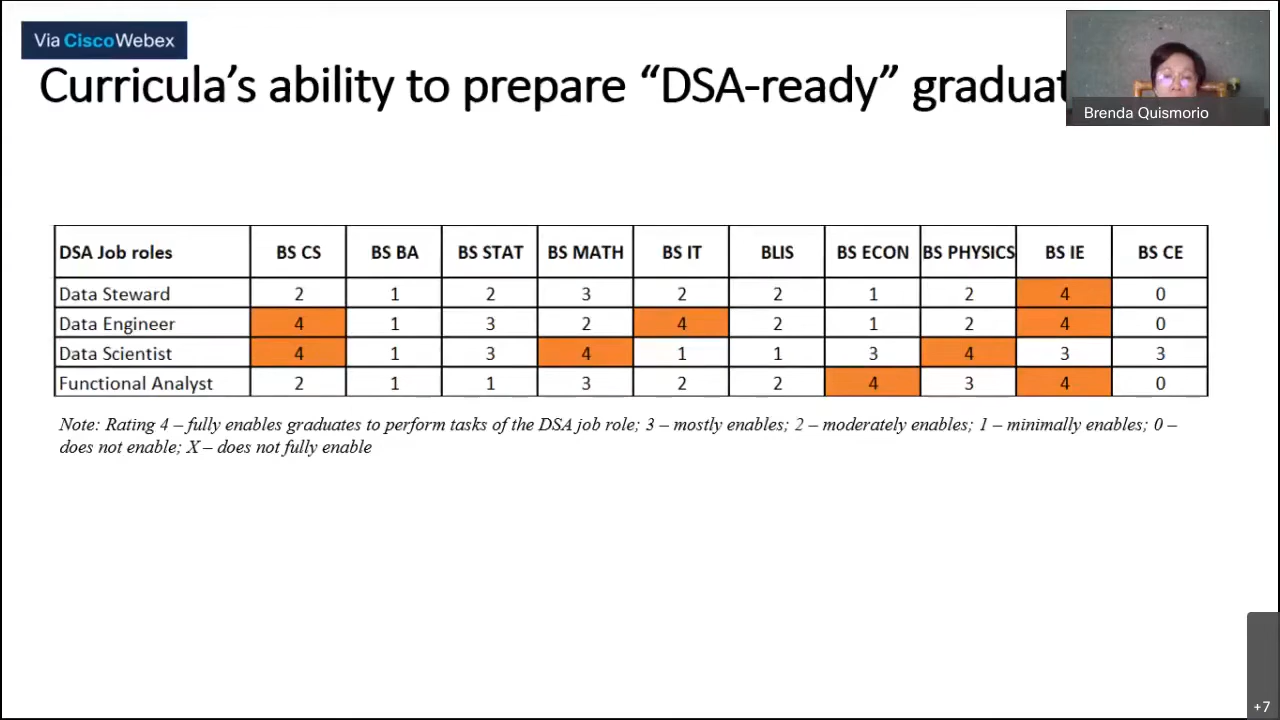 Via CiscoWebex
Curricula’s ability to prepare “DSA-ready” graduat
Brenda Quismorio
DSA Job roles BS CS BS BA BS STAT BS MATH BS IT BLIS BS ECON BS PHYSICS BS IE BS CE
Data Steward 2 1 2 3 2 2 1 2 4 0
Data Engineer 4 1 3 2 4 2 1 2 4 0
Data Scientist 4 1 3 4 1 1 3 4 3 3
Functional Analyst 2 1 1 3 2 2 4 3 4 0
Note: Rating 4 – fully enables graduates to perform tasks of the DSA job role; 3 – mostly enables; 2 – moderately enables; 1 – minimally enables; 0 –
does not enable; X – does not fully enable
+7